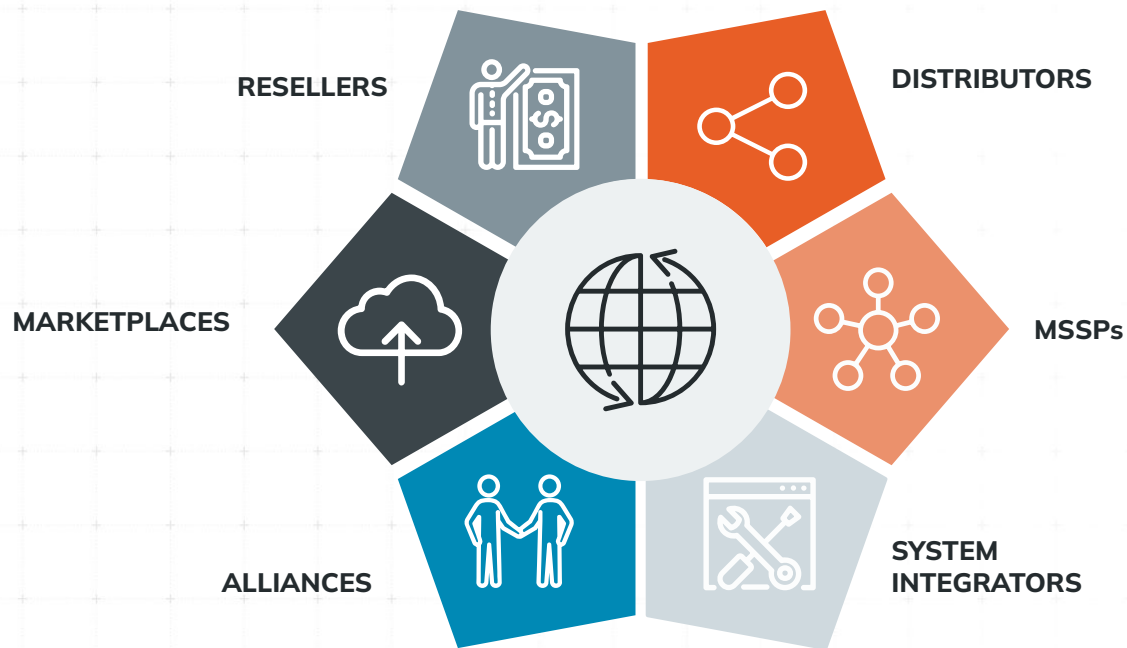 RESELLERS
DISTRIBUTORS
MARKETPLACES
MSSPs
ALLIANCES
SYSTEM
INTEGRATORS